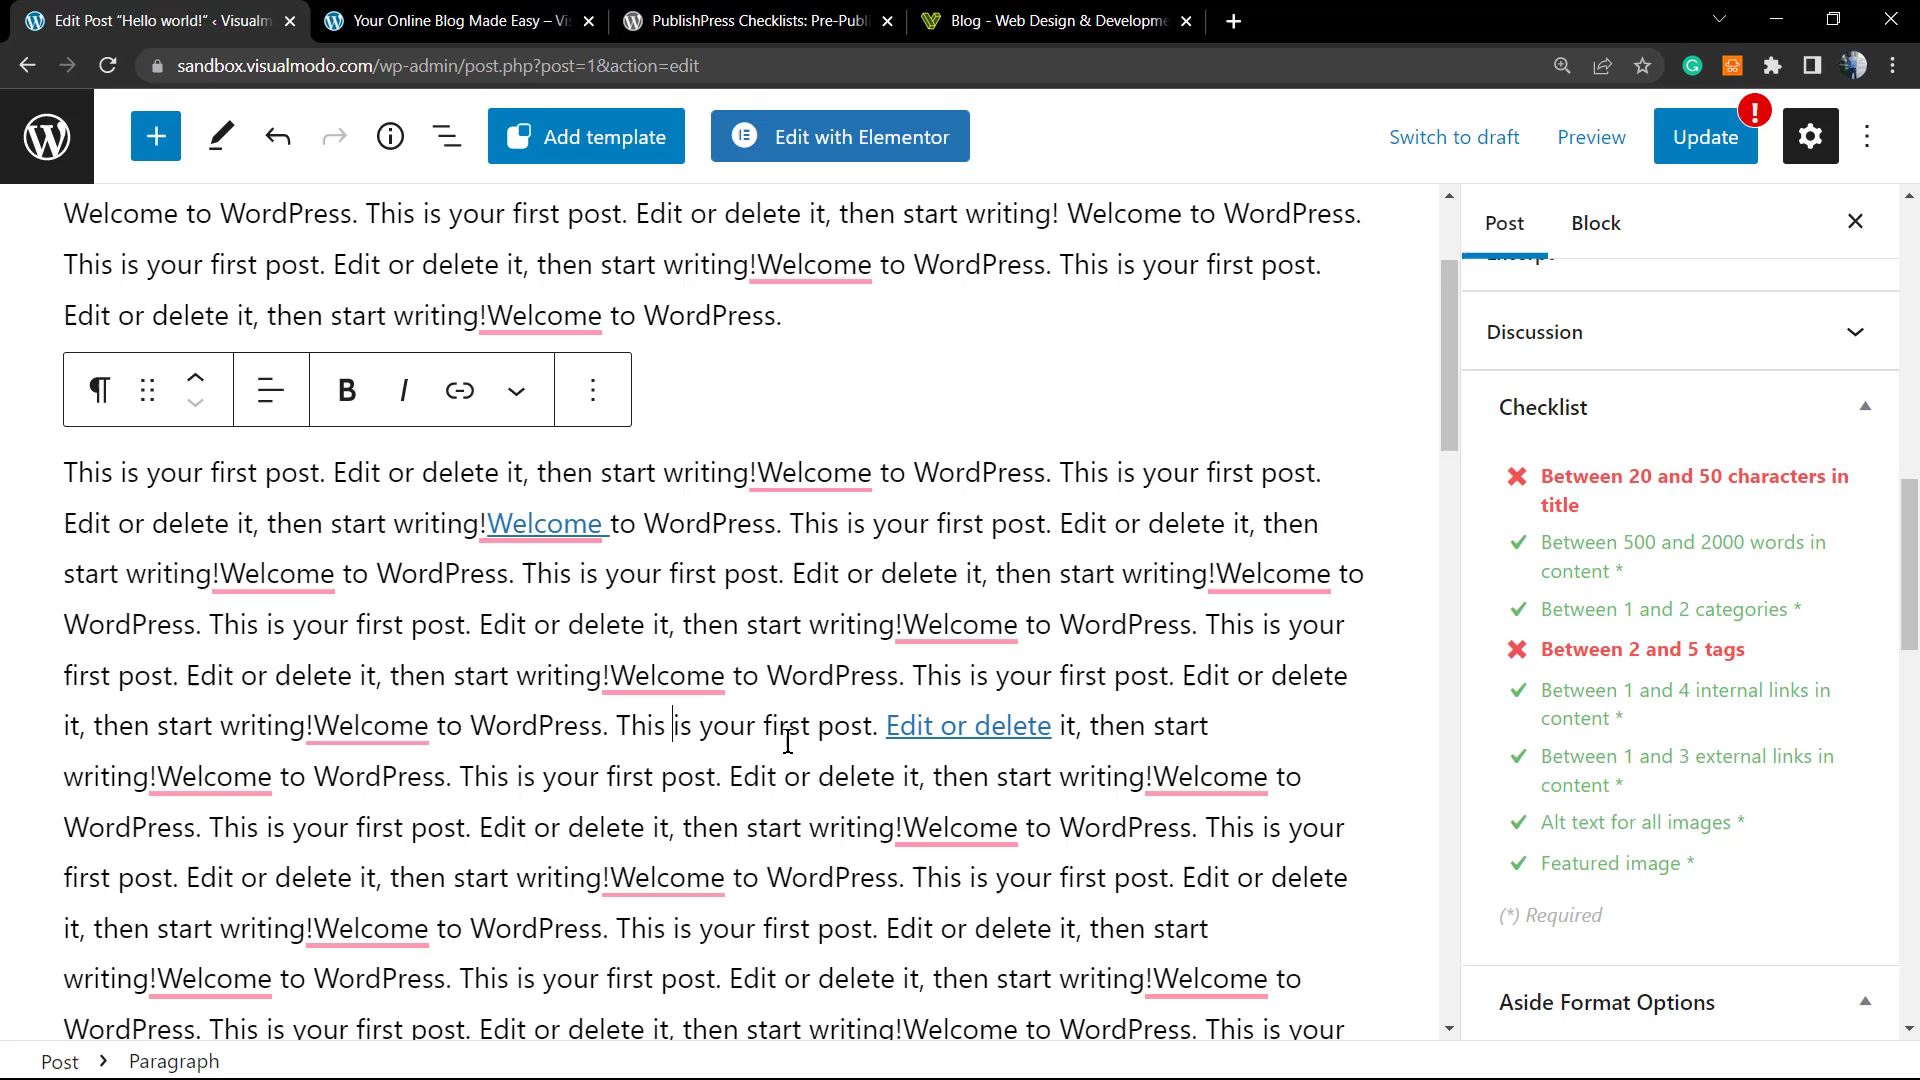 Edit Post “Hello world!” ‹ Visualm
Your Online Blog Made Easy – Vi
PublishPress Checklists: Pre-Publi
Blog - Web Design & Developme
sandbox.visualmodo.com/wp-admin/post.php?post=1&action=edit
Add template
Edit with Elementor
Switch to draft
Preview
Update
Welcome to WordPress. This is your first post. Edit or delete it, then start writing! Welcome to WordPress.
This is your first post. Edit or delete it, then start writing!Welcome to WordPress. This is your first post.
Edit or delete it, then start writing!Welcome to WordPress.
This is your first post. Edit or delete it, then start writing!Welcome to WordPress. This is your first post.
Edit or delete it, then start writing!Welcome to WordPress. This is your first post. Edit or delete it, then
start writing!Welcome to WordPress. This is your first post. Edit or delete it, then start writing!Welcome to
WordPress. This is your first post. Edit or delete it, then start writing!Welcome to WordPress. This is your
first post. Edit or delete it, then start writing!Welcome to WordPress. This is your first post. Edit or delete
it, then start writing!Welcome to WordPress. This is your first post. Edit or delete it, then start
writing!Welcome to WordPress. This is your first post. Edit or delete it, then start writing!Welcome to
WordPress. This is your first post. Edit or delete it, then start writing!Welcome to WordPress. This is your
first post. Edit or delete it, then start writing!Welcome to WordPress. This is your first post. Edit or delete
it, then start writing!Welcome to WordPress. This is your first post. Edit or delete it, then start
writing!Welcome to WordPress. This is your first post. Edit or delete it, then start writing!Welcome to
WordPress. This is your first post. Edit or delete it, then start writing!Welcome to WordPress. This is your
Post
Block
Excerpt
Discussion
Checklist
Between 20 and 50 characters in
title
Between 500 and 2000 words in
content *
Between 1 and 2 categories *
Between 2 and 5 tags
Between 1 and 4 internal links in
content *
Between 1 and 3 external links in
content *
Alt text for all images *
Featured image *
(*) Required
Aside Format Options
Post
Paragraph